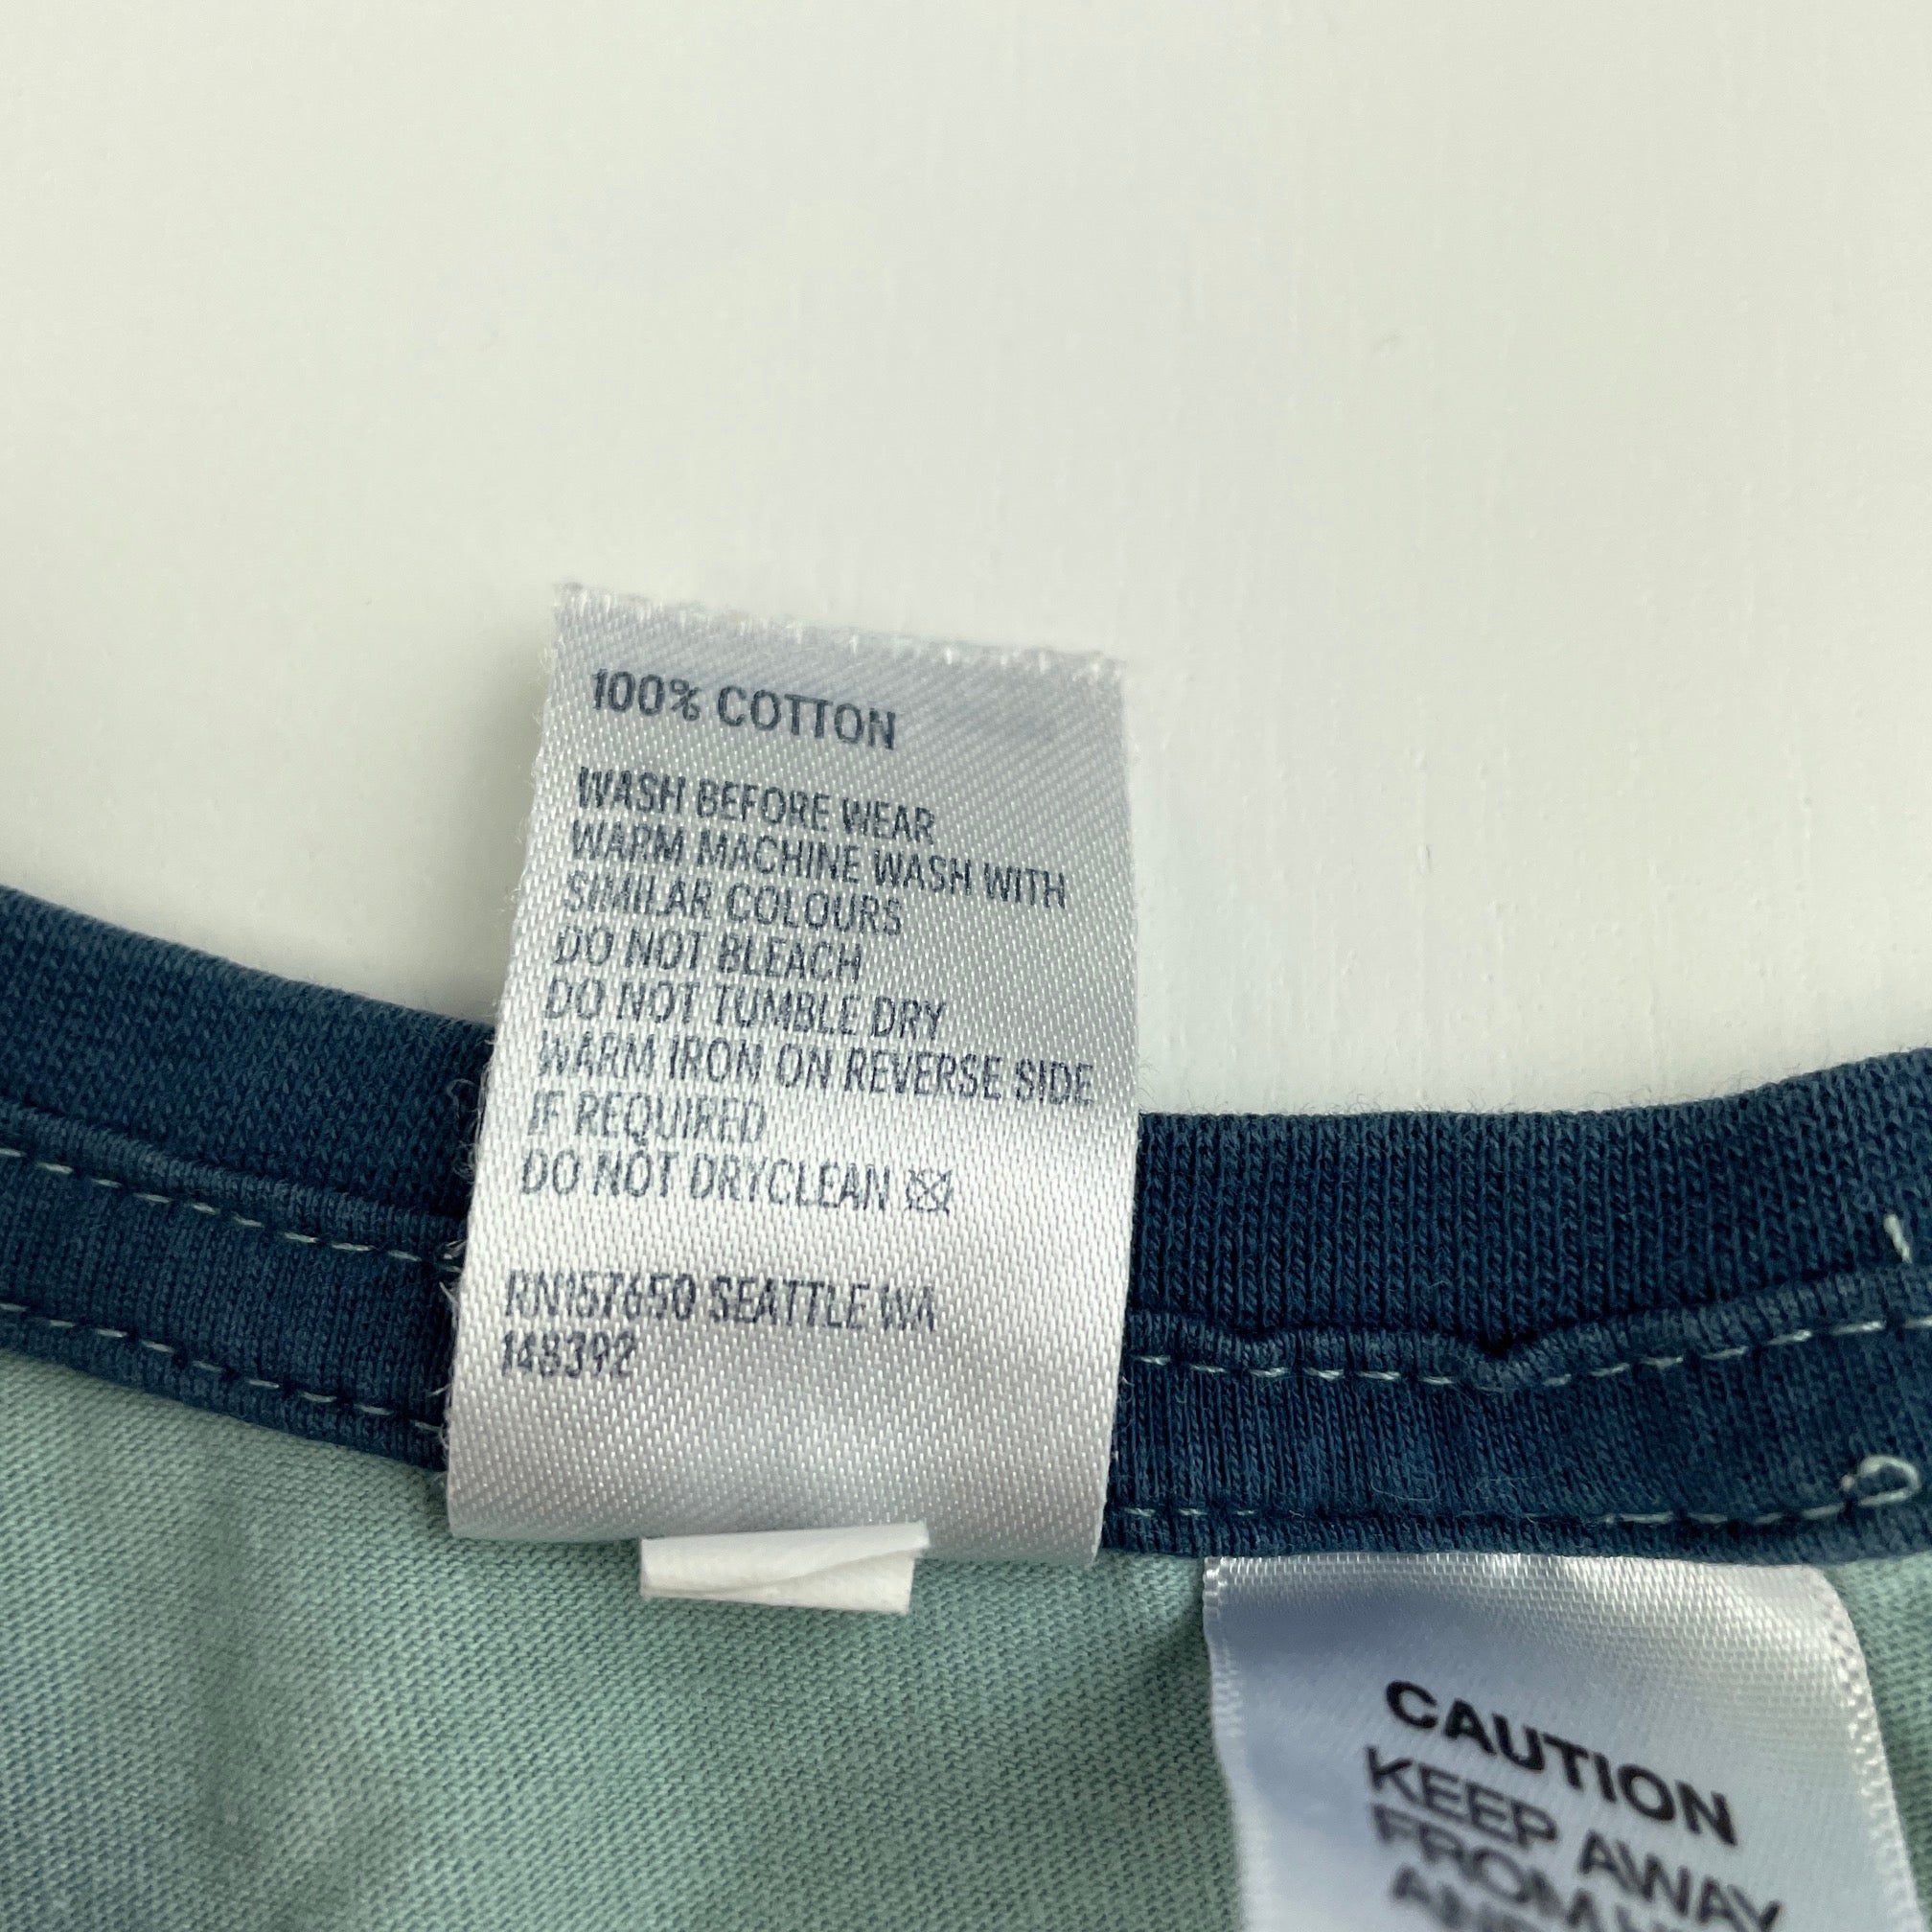 100% COTTON
WASH BEFORE WEAR
WARM MACHINE WASH WITH
SIMILAR COLOURS
DO NOT BLEACH
DO NOT TUMBLE DRY
WARM IRON ON REVERSE SIDE
IF REQUIRED
DO NOT DRYCLEAN
RN157650 SEATTLE WA
148392
CAUTION
KEEP AWAY
FROM